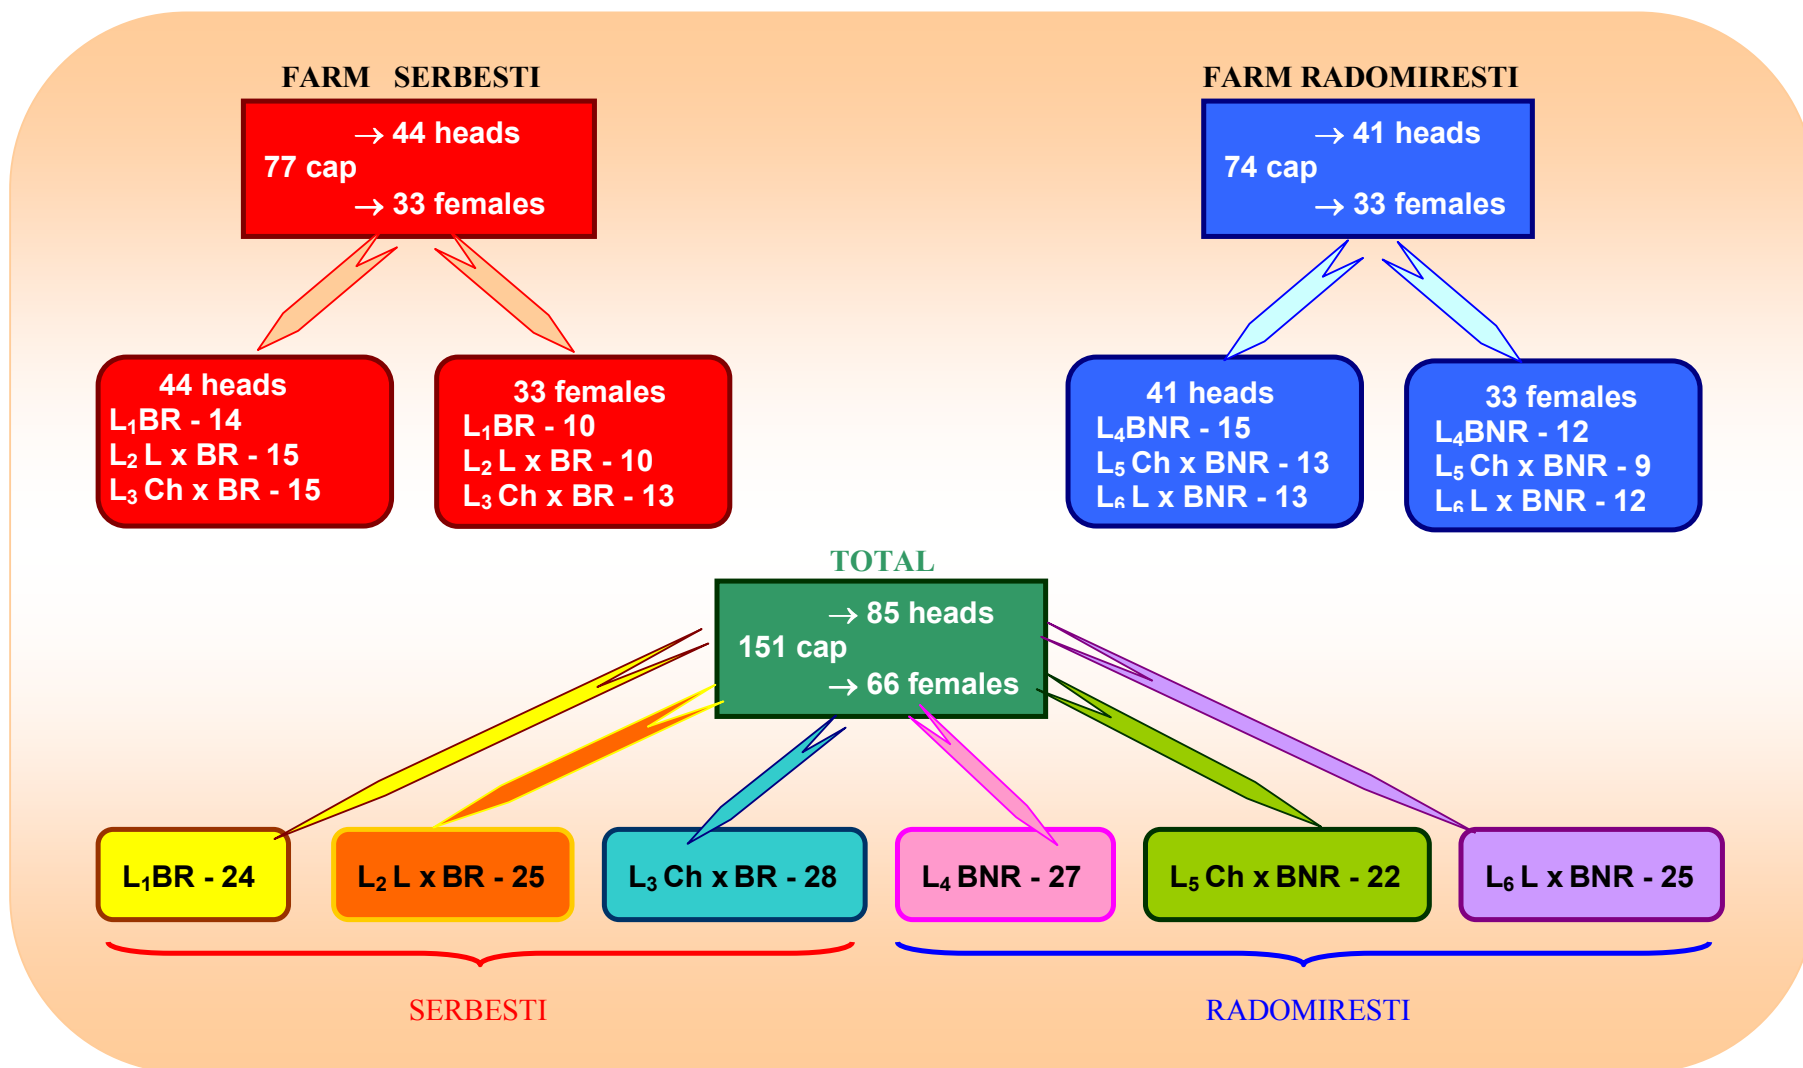 FARM SERBESTI
→ 44 heads
77 cap
→ 33 females
FARM RADOMIRESTI
→ 41 heads
74 cap
→ 33 females
44 heads
L₁BR - 14
L₂ L x BR - 15
L₃ Ch x BR - 15
33 females
L₁BR - 10
L₂ L x BR - 10
L₃ Ch x BR - 13
41 heads
L₄BNR - 15
L₅ Ch x BNR - 13
L₆ L x BNR - 13
33 females
L₄BNR - 12
L₅ Ch x BNR - 9
L₆ L x BNR - 12
TOTAL
→ 85 heads
151 cap
→ 66 females
L₁BR - 24
L₂ L x BR - 25
L₃ Ch x BR - 28
L₄ BNR - 27
L₅ Ch x BNR - 22
L₆ L x BNR - 25
SERBESTI
RADOMIRESTI